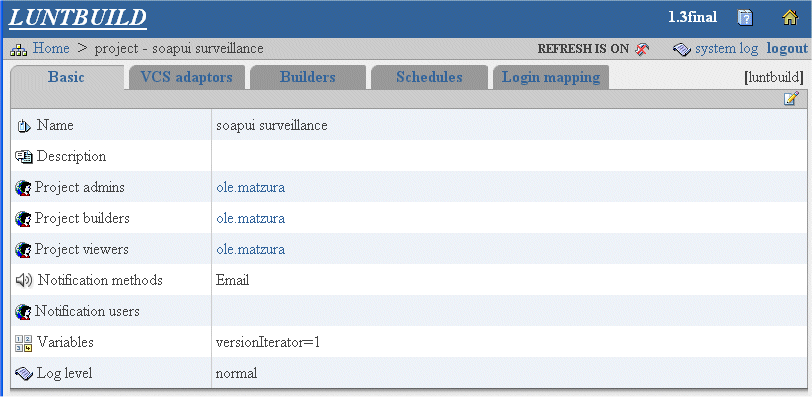 LUNTBUILD 1.3final
Home > project - soapui surveillance REFRESH IS ON system log logout
Basic VCS adaptors Builders Schedules Login mapping [luntbuild]
Name soapui surveillance
Description
Project admins ole.matzura
Project builders ole.matzura
Project viewers ole.matzura
Notification methods Email
Notification users
Variables versionIterator=1
Log level normal